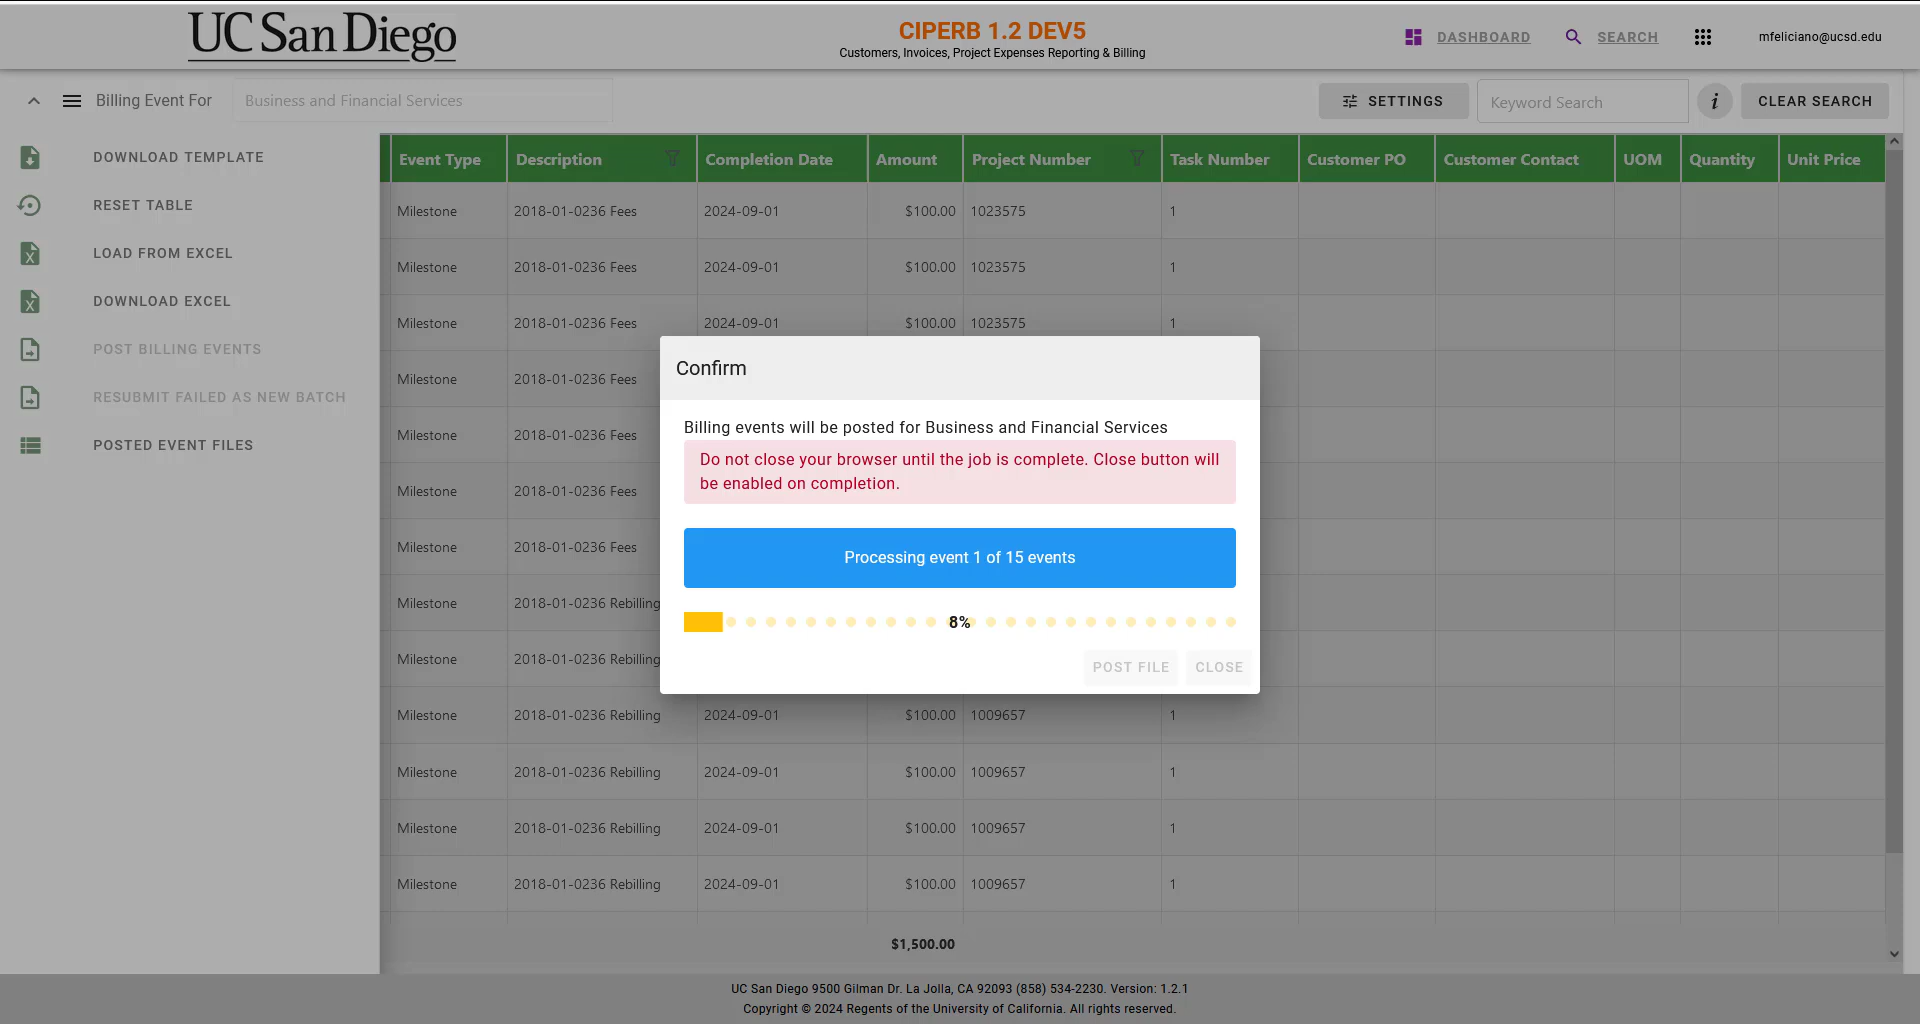 UC San Diego
CIPERB 1.2 DEV5
Customers, Invoices, Project Expenses Reporting & Billing
DASHBOARD
SEARCH
mfeliciano@ucsd.edu
Billing Event For
Business and Financial Services
SETTINGS
Keyword Search
i
CLEAR SEARCH
DOWNLOAD TEMPLATE
RESET TABLE
LOAD FROM EXCEL
DOWNLOAD EXCEL
POST BILLING EVENTS
RESUBMIT FAILED AS NEW BATCH
POSTED EVENT FILES
Event Type Description Completion Date Amount Project Number Task Number Customer PO Customer Contact UOM Quantity Unit Price
Milestone 2018-01-0236 Fees 2024-09-01 $100.00 1023575 1
Milestone 2018-01-0236 Fees 2024-09-01 $100.00 1023575 1
Milestone 2018-01-0236 Fees 2024-09-01 $100.00 1023575 1
Milestone 2018-01-0236 Fees
Milestone 2018-01-0236 Fees
Milestone 2018-01-0236 Fees
Milestone 2018-01-0236 Fees
Milestone 2018-01-0236 Rebilling
Milestone 2018-01-0236 Rebilling
Milestone 2018-01-0236 Rebilling 2024-09-01 $100.00 1009657 1
Milestone 2018-01-0236 Rebilling 2024-09-01 $100.00 1009657 1
Milestone 2018-01-0236 Rebilling 2024-09-01 $100.00 1009657 1
Milestone 2018-01-0236 Rebilling 2024-09-01 $100.00 1009657 1
$1,500.00
Confirm
Billing events will be posted for Business and Financial Services
Do not close your browser until the job is complete. Close button will
be enabled on completion.
Processing event 1 of 15 events
8%
POST FILE
CLOSE
UC San Diego 9500 Gilman Dr. La Jolla, CA 92093 (858) 534-2230. Version: 1.2.1
Copyright © 2024 Regents of the University of California. All rights reserved.